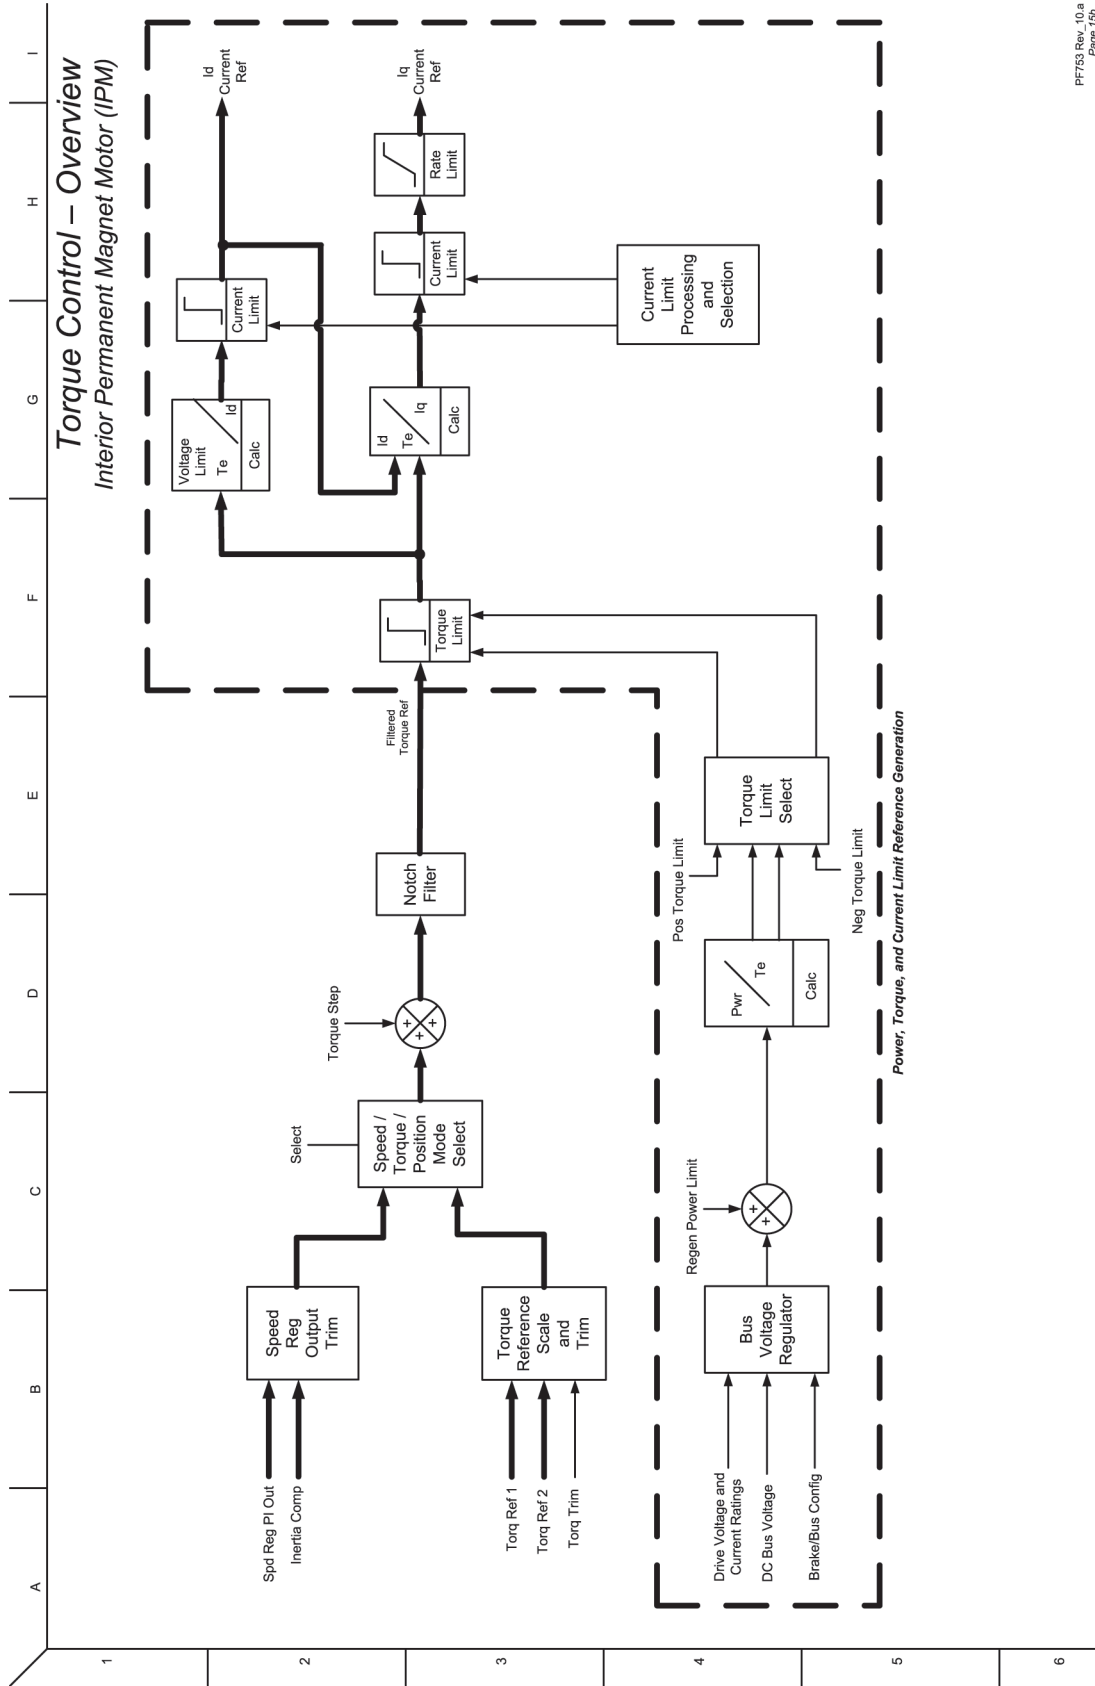 A
B
C
D
E
F
G
H
I
Torque Control – Overview
Interior Permanent Magnet Motor (IPM)
1
2
3
4
5
6
Voltage
Limit
Te
Id
Calc
Current
Limit
Id
Current
Ref
Spd Reg PI Out
Inertia Comp
Speed
Reg
Output
Trim
Select
Speed /
Torque /
Position
Mode
Select
Torque Step
+
+
+
Notch
Filter
Filtered
Torque Ref
Torque
Limit
Id
Te
Iq
Calc
Current
Limit
Rate
Limit
Iq
Current
Ref
Torq Ref 1
Torq Ref 2
Torq Trim
Torque
Reference
Scale
and
Trim
Current
Limit
Processing
and
Selection
Drive Voltage and
Current Ratings
DC Bus Voltage
Brake/Bus Config
Bus
Voltage
Regulator
Regen Power Limit
+
+
Pwr
Te
Calc
Pos Torque Limit
Neg Torque Limit
Torque
Limit
Select
Power, Torque, and Current Limit Reference Generation
PF753 Rev_10.a
Page 15b